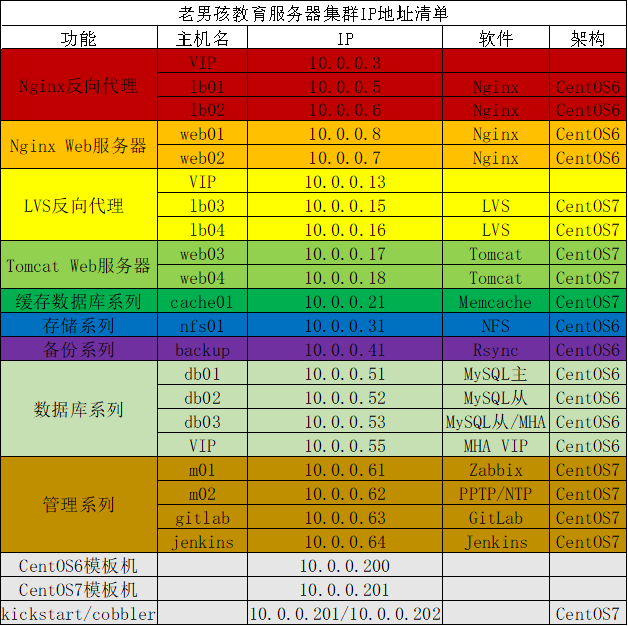 老男孩教育服务器集群IP地址清单
功能 主机名 IP 软件 架构
Nginx反向代理 VIP 10.0.0.3
lb01 10.0.0.5 Nginx CentOS6
lb02 10.0.0.6 Nginx CentOS6
Nginx Web服务器 web01 10.0.0.8 Nginx CentOS6
web02 10.0.0.7 Nginx CentOS6
LVS反向代理 VIP 10.0.0.13
lb03 10.0.0.15 LVS CentOS7
lb04 10.0.0.16 LVS CentOS7
Tomcat Web服务器 web03 10.0.0.17 Tomcat CentOS7
web04 10.0.0.18 Tomcat CentOS7
缓存数据库系列 cache01 10.0.0.21 Memcache CentOS7
存储系列 nfs01 10.0.0.31 NFS CentOS6
备份系列 backup 10.0.0.41 Rsync CentOS6
数据库系列 db01 10.0.0.51 MySQL主 CentOS6
db02 10.0.0.52 MySQL从 CentOS6
db03 10.0.0.53 MySQL从/MHA CentOS6
VIP 10.0.0.55 MHA VIP CentOS6
管理系列 m01 10.0.0.61 Zabbix CentOS7
m02 10.0.0.62 PPTP/NTP CentOS7
gitlab 10.0.0.63 GitLab CentOS7
jenkins 10.0.0.64 Jenkins CentOS7
CentOS6模板机 10.0.0.200
CentOS7模板机 10.0.0.201
kickstart/cobbler 10.0.0.201/10.0.0.202 CentOS7